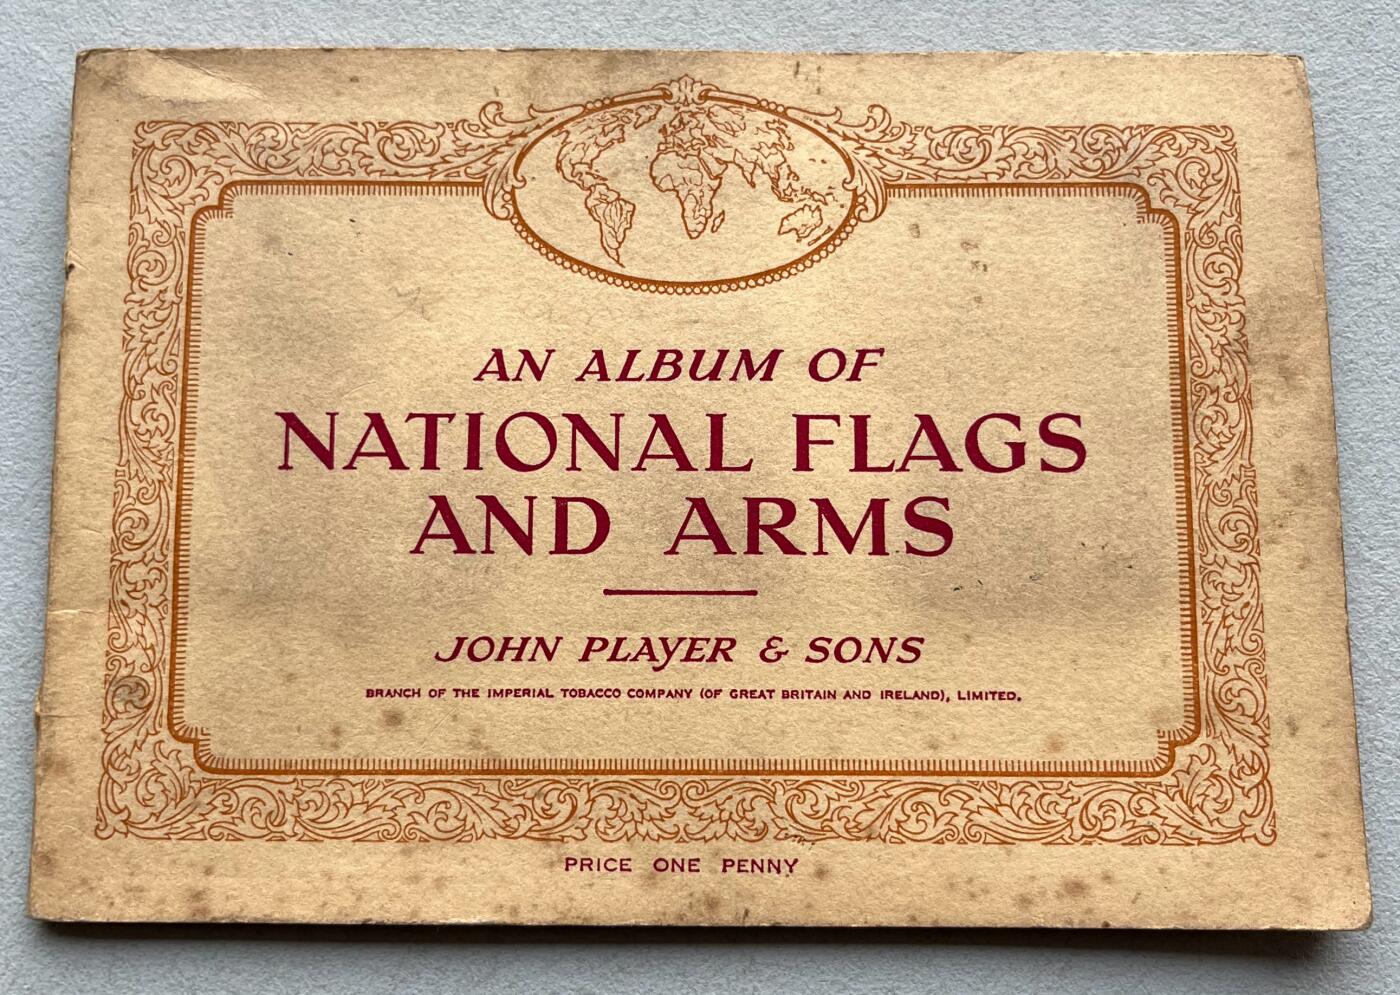 AN ALBUM OF
NATIONAL FLAGS
AND ARMS
JOHN PLAYER & SONS
BRANCH OF THE IMPERIAL TOBACCO COMPANY (OF GREAT BRITAIN AND IRELAND), LIMITED.
PRICE ONE PENNY